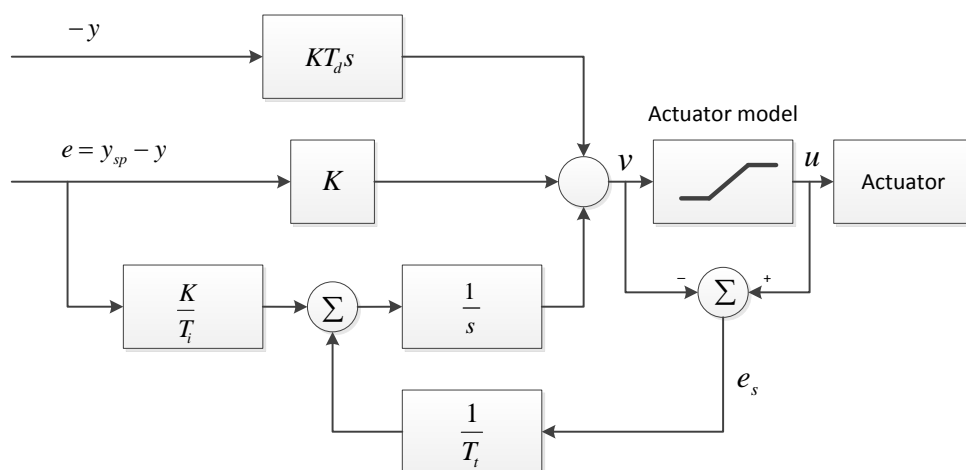 −y
KT_d s
Actuator model
e = y_sp − y
K
v
u
Actuator
K
T_i
Σ
1
s
−
Σ
+
e_s
1
T_t